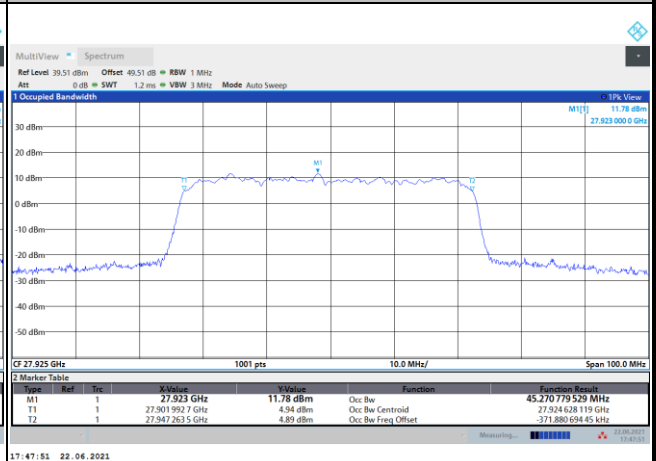 MultiView Spectrum
Ref Level 39.51 dBm Offset 49.51 dB RBW 1 MHz
Att 0 dB SWT 1.2 ms VBW 3 MHz Mode Auto Sweep
1 Occupied Bandwidth 1Pk View
M1[1] 11.78 dBm
27.923 000 0 GHz
30 dBm
20 dBm
M1
10 dBm
T1
T2
0 dBm
-10 dBm
-20 dBm
-30 dBm
-40 dBm
-50 dBm
CF 27.925 GHz 1001 pts 10.0 MHz/ Span 100.0 MHz
2 Marker Table
Type Ref Trc X-Value Y-Value Function Function Result
M1 1 27.923 GHz 11.78 dBm Occ Bw 45.270 779 529 MHz
T1 1 27.901 992 7 GHz 4.94 dBm Occ Bw Centroid 27.924 628 119 GHz
T2 1 27.947 263 5 GHz 4.89 dBm Occ Bw Freq Offset -371.880 694 45 kHz
Measuring... 22.06.2021
17:47:51
17:47:51 22.06.2021